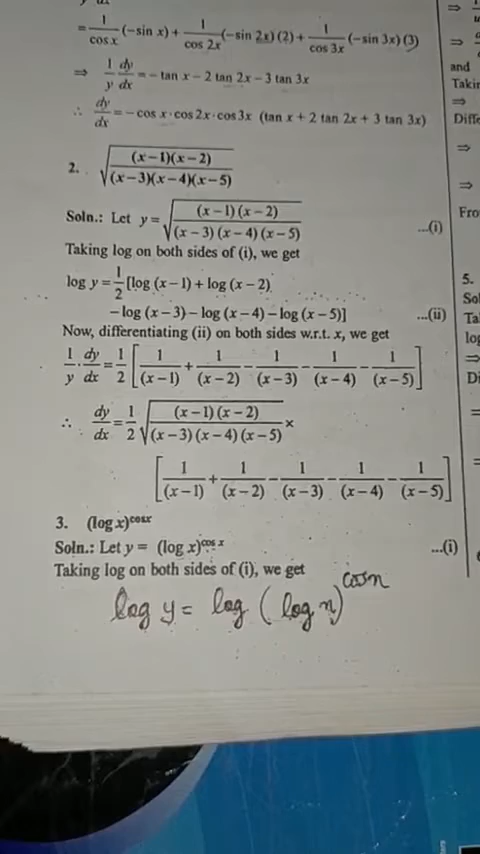 = 1/cos x (−sin x) + 1/cos 2x (−sin 2x)(2) + 1/cos 3x (−sin 3x)(3)
⇒ 1/y dy/dx = − tan x − 2 tan 2x − 3 tan 3x
∴ dy/dx = − cos x · cos 2x · cos 3x (tan x + 2 tan 2x + 3 tan 3x)
2. √((x−1)(x−2)/(x−3)(x−4)(x−5))
Soln.: Let y = √((x−1)(x−2)/(x−3)(x−4)(x−5)) ...(i)
Taking log on both sides of (i), we get
log y = 1/2 [log (x−1) + log (x−2)
− log (x−3) − log (x−4) − log (x−5)] ...(ii)
Now, differentiating (ii) on both sides w.r.t. x, we get
1/y · dy/dx = 1/2 [1/(x−1) + 1/(x−2) − 1/(x−3) − 1/(x−4) − 1/(x−5)]
∴ dy/dx = 1/2 √((x−1)(x−2)/(x−3)(x−4)(x−5)) ×
[1/(x−1) + 1/(x−2) − 1/(x−3) − 1/(x−4) − 1/(x−5)]
3. (log x)^cosx
Soln.: Let y = (log x)^cos x ...(i)
Taking log on both sides of (i), we get
log y = log (log x)^cosx
⇒
⇒
and
Takin
⇒
Diffe
⇒
⇒
Fro
5.
Sol
Ta
log
⇒
Di
=
=